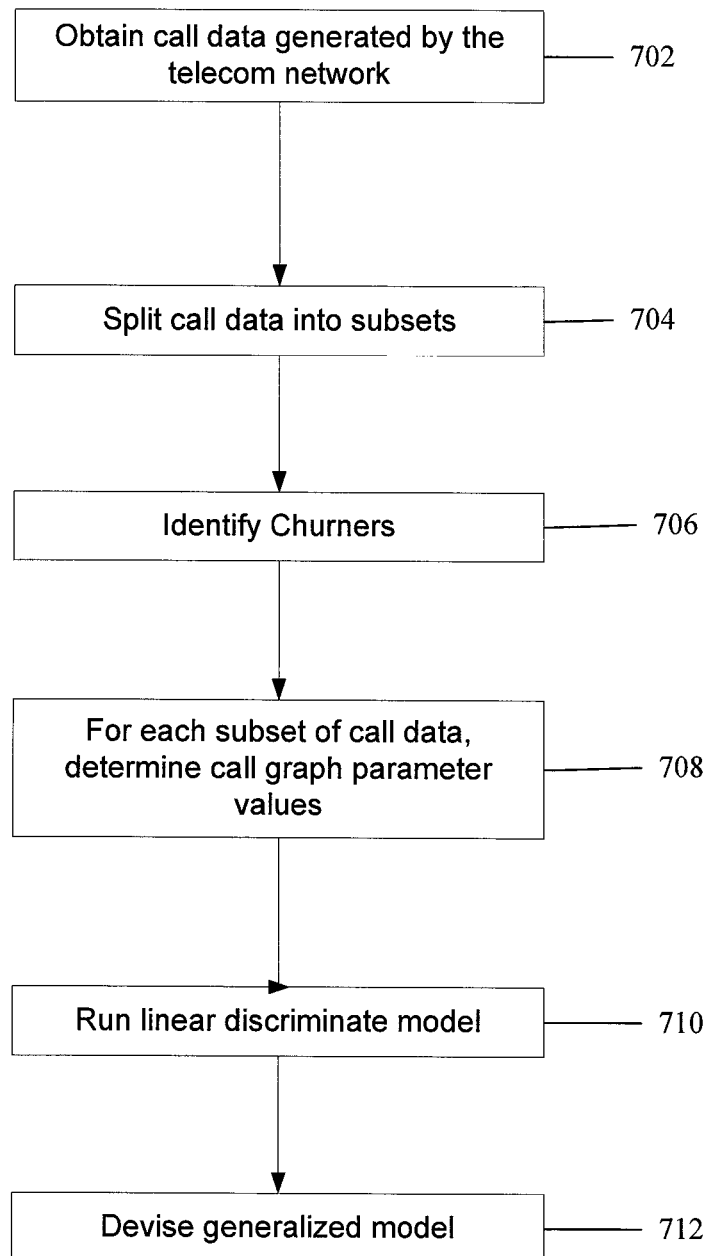 Obtain call data generated by the
telecom network
702
Split call data into subsets
704
Identify Churners
706
For each subset of call data,
determine call graph parameter
values
708
Run linear discriminate model
710
Devise generalized model
712